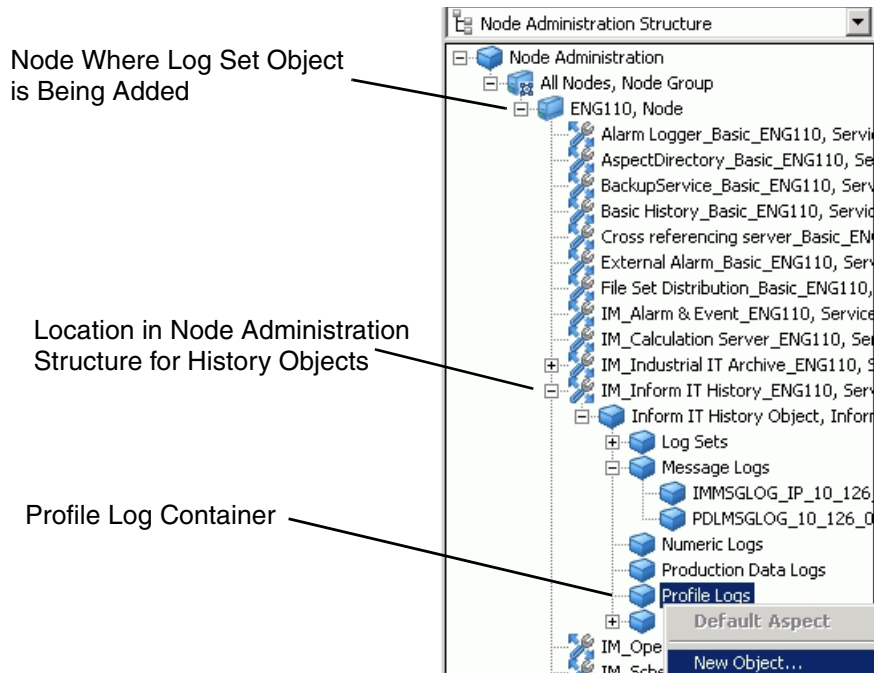 Node Administration Structure
Node Where Log Set Object
is Being Added
Node Administration
All Nodes, Node Group
ENG110, Node
Alarm Logger_Basic_ENG110, Servi
AspectDirectory_Basic_ENG110, Se
BackupService_Basic_ENG110, Serv
Basic History_Basic_ENG110, Servic
Cross referencing server_Basic_EN
External Alarm_Basic_ENG110, Serv
File Set Distribution_Basic_ENG110,
IM_Alarm & Event_ENG110, Service
IM_Calculation Server_ENG110, Ser
Location in Node Administration
Structure for History Objects
IM_Industrial IT Archive_ENG110, S
IM_Inform IT History_ENG110, Serv
Inform IT History Object, Inform
Log Sets
Message Logs
IMMSGLOG_IP_10_126_
PDLMSGLOG_10_126_0
Profile Log Container
Numeric Logs
Production Data Logs
Profile Logs
Default Aspect
IM_Ope
New Object...
IM_Sche